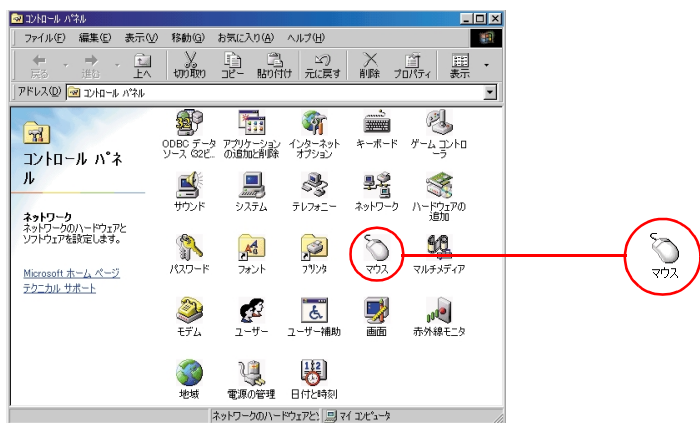 コントロール パネル
ファイル(F) 編集(E) 表示(V) 移動(G) お気に入り(A) ヘルプ(H)
戻る 進む 上へ 切り取り コピー 貼り付け 元に戻す 削除 プロパティ 表示
アドレス(D) コントロール パネル
コントロール パネ
ル
ネットワーク
ネットワークのハードウェアと
ソフトウェアを設定します。
Microsoft ホーム ページ
テクニカル サポート
ODBC データ
ソース (32ビ...
アプリケーション
の追加と削除
インターネット
オプション
キーボード
ゲーム コントロ
ーラ
サウンド
システム
テレフォニー
ネットワーク
ハードウェアの
追加
パスワード
フォント
プリンタ
マウス
マルチメディア
モデム
ユーザー
ユーザー補助
画面
赤外線モニタ
地域
電源の管理
日付と時刻
ネットワークのハードウェアと
マイ コンピュータ
マウス